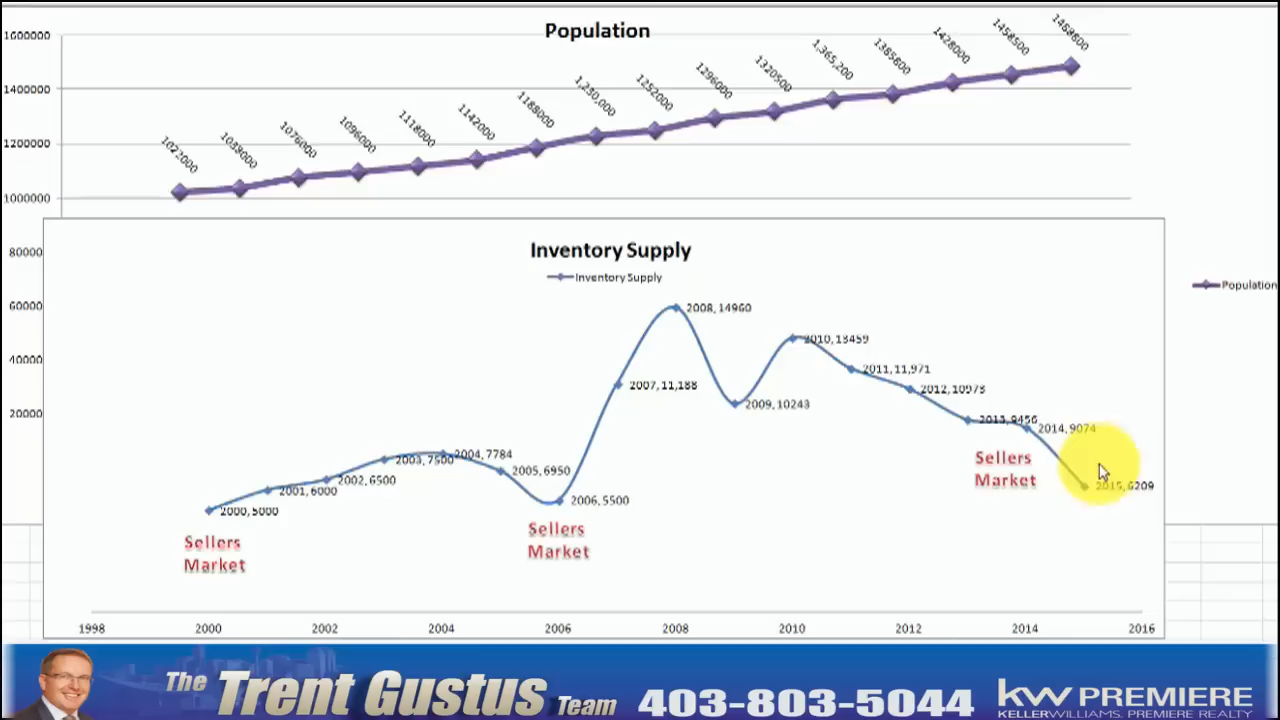 Population
1600000
1400000
1200000
1000000
80000
60000
40000
20000
1022000
1076000
1096000
1118000
1142000
1188000
1,230,000
1252000
1296000
1320500
1,365,200
1385600
1428000
1458500
1468600
Population
Inventory Supply
Inventory Supply
2000, 5000
2001, 6000
2002, 6500
2003, 7500
2004, 7784
2005, 6950
2006, 5500
2007, 11,188
2008, 14960
2009, 10243
2010, 13459
2011, 11,971
2012, 10973
2013, 9456
2014, 9074
2015, 6209
Sellers
Market
Sellers
Market
Sellers
Market
1998 2000 2002 2004 2006 2008 2010 2012 2014 2016
The Trent Gustus Team
403-803-5044
KW PREMIERE
KELLERWILLIAMS. PREMIERE REALTY